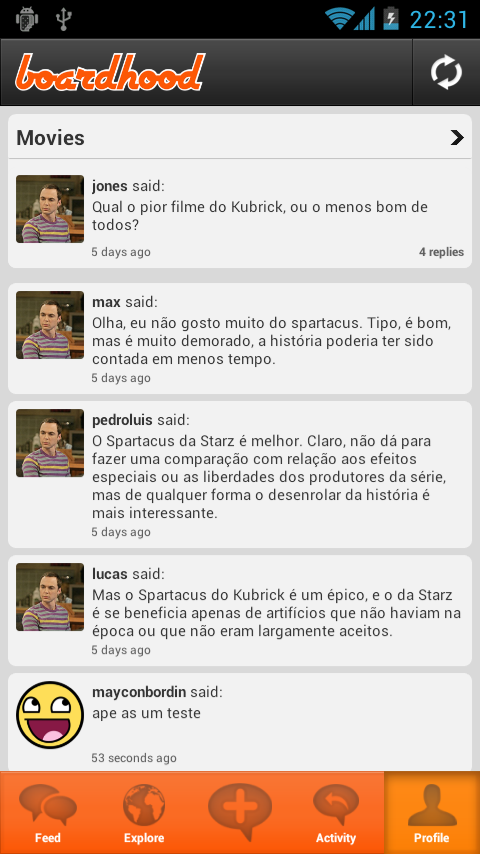 22:31
boardhood
Movies
jones said:
Qual o pior filme do Kubrick, ou o menos bom de
todos?
5 days ago 4 replies
max said:
Olha, eu não gosto muito do spartacus. Tipo, é bom,
mas é muito demorado, a história poderia ter sido
contada em menos tempo.
5 days ago
pedroluis said:
O Spartacus da Starz é melhor. Claro, não dá para
fazer uma comparação com relação aos efeitos
especiais ou as liberdades dos produtores da série,
mas de qualquer forma o desenrolar da história é
mais interessante.
5 days ago
lucas said:
Mas o Spartacus do Kubrick é um épico, e o da Starz
é se beneficia apenas de artifícios que não haviam na
época ou que não eram largamente aceitos.
5 days ago
mayconbordin said:
ape as um teste
53 seconds ago
Feed Explore Activity Profile